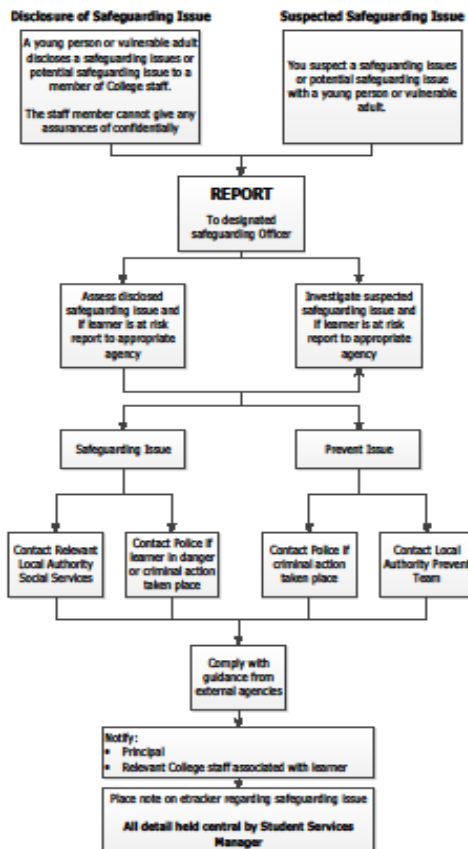 Disclosure of Safeguarding Issue
A young person or vulnerable adult
discloses a safeguarding issues or
potential safeguarding issue to a
member of College staff.
The staff member cannot give any
assurances of confidentially
Suspected Safeguarding Issue
You suspect a safeguarding issues
or potential safeguarding issue
with a young person or vulnerable
adult.
REPORT
To designated
safeguarding Officer
Assess disclosed
safeguarding issue and
if learner is at risk
report to appropriate
agency
Investigate suspected
safeguarding issue and
if learner is at risk
report to appropriate
agency
Safeguarding Issue
Prevent Issue
Contact Relevant
Local Authority
Social Services
Contact Police if
learner in danger
or criminal action
taken place
Contact Police if
criminal action
taken place
Contact Local
Authority Prevent
Team
Comply with
guidance from
external agencies
Notify:
• Principal
• Relevant College staff associated with learner
Place note on etracker regarding safeguarding issue
All detail held central by Student Services
Manager